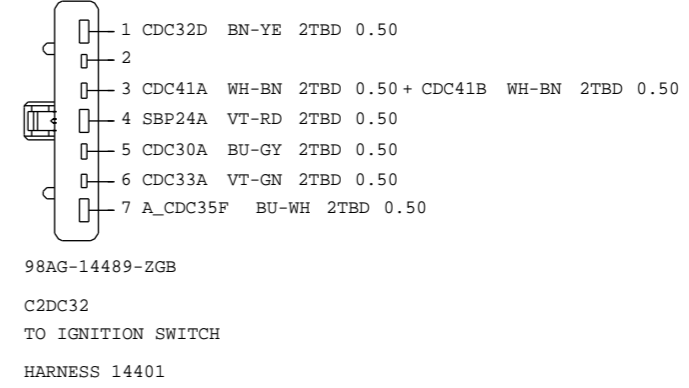 1 CDC32D BN-YE 2TBD 0.50
2
3 CDC41A WH-BN 2TBD 0.50 + CDC41B WH-BN 2TBD 0.50
4 SBP24A VT-RD 2TBD 0.50
5 CDC30A BU-GY 2TBD 0.50
6 CDC33A VT-GN 2TBD 0.50
7 A_CDC35F BU-WH 2TBD 0.50
98AG-14489-ZGB
C2DC32
TO IGNITION SWITCH
HARNESS 14401